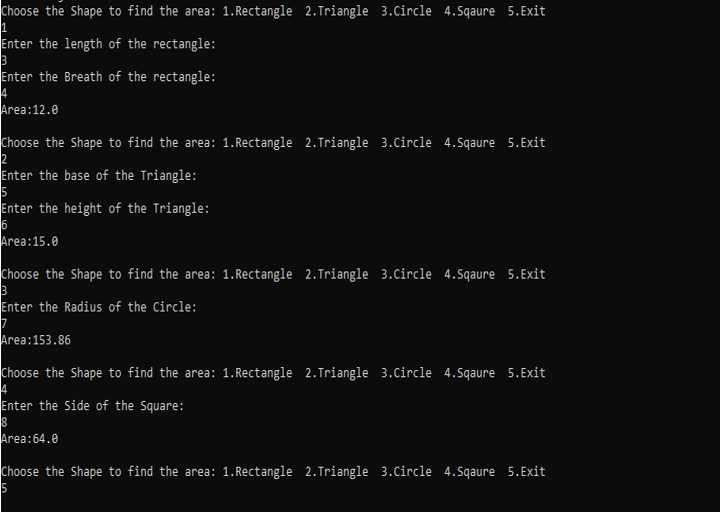 Choose the Shape to find the area: 1.Rectangle  2.Triangle  3.Circle  4.Sqaure  5.Exit
1
Enter the length of the rectangle:
3
Enter the Breath of the rectangle:
4
Area:12.0
Choose the Shape to find the area: 1.Rectangle  2.Triangle  3.Circle  4.Sqaure  5.Exit
2
Enter the base of the Triangle:
5
Enter the height of the Triangle:
6
Area:15.0
Choose the Shape to find the area: 1.Rectangle  2.Triangle  3.Circle  4.Sqaure  5.Exit
3
Enter the Radius of the Circle:
7
Area:153.86
Choose the Shape to find the area: 1.Rectangle  2.Triangle  3.Circle  4.Sqaure  5.Exit
4
Enter the Side of the Square:
8
Area:64.0
Choose the Shape to find the area: 1.Rectangle  2.Triangle  3.Circle  4.Sqaure  5.Exit
5